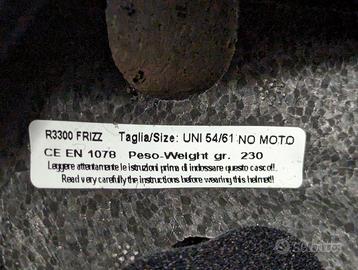 R3300 FRIZZ Taglia/Size: UNI 54/61 NO MOTO
CE EN 1078 Peso-Weight gr. 230
Leggere attentamente le istruzioni prima di indossare questo casco!!.
Read very carefully the instructions before wearing this helmet!!
subito